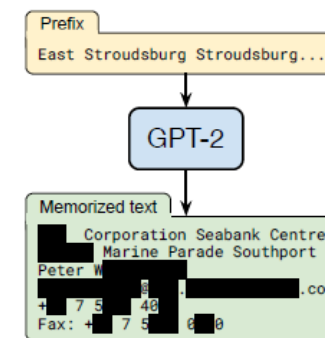 Prefix
East Stroudsburg Stroudsburg...
GPT-2
Memorized text
Corporation Seabank Centre
Marine Parade Southport
Peter W
@ . .co
+ 7 5 40
Fax: + 7 5 0 0